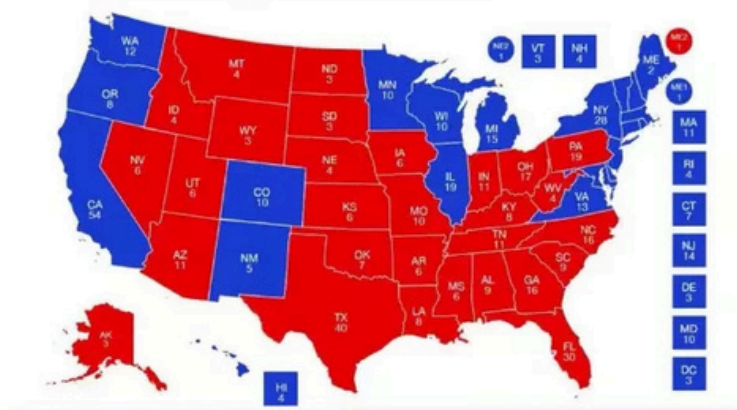 WA
12
OR
8
CA
54
NV
6
ID
4
MT
4
WY
3
UT
6
AZ
11
CO
10
NM
5
ND
3
SD
3
NE
4
KS
6
OK
7
TX
40
MN
10
IA
6
MO
10
AR
6
LA
8
WI
10
IL
19
MI
15
IN
11
OH
17
KY
8
TN
11
MS
6
AL
9
GA
16
FL
30
SC
9
NC
16
VA
13
WV
4
PA
19
NY
28
ME
2
NE2
1
VT
3
NH
4
ME2
1
ME1
1
MA
11
RI
4
CT
7
NJ
14
DE
3
MD
10
DC
3
AK
3
HI
4